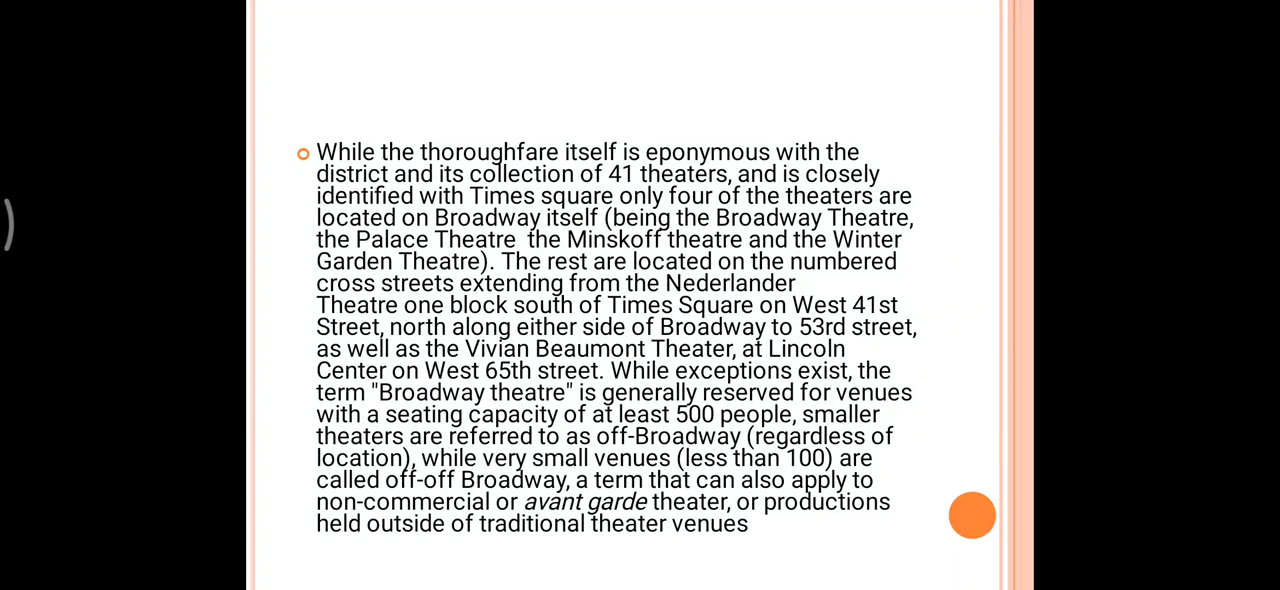 While the thoroughfare itself is eponymous with the
district and its collection of 41 theaters, and is closely
identified with Times square only four of the theaters are
located on Broadway itself (being the Broadway Theatre,
the Palace Theatre  the Minskoff theatre and the Winter
Garden Theatre). The rest are located on the numbered
cross streets extending from the Nederlander
Theatre one block south of Times Square on West 41st
Street, north along either side of Broadway to 53rd street,
as well as the Vivian Beaumont Theater, at Lincoln
Center on West 65th street. While exceptions exist, the
term "Broadway theatre" is generally reserved for venues
with a seating capacity of at least 500 people, smaller
theaters are referred to as off-Broadway (regardless of
location), while very small venues (less than 100) are
called off-off Broadway, a term that can also apply to
non-commercial or avant garde theater, or productions
held outside of traditional theater venues